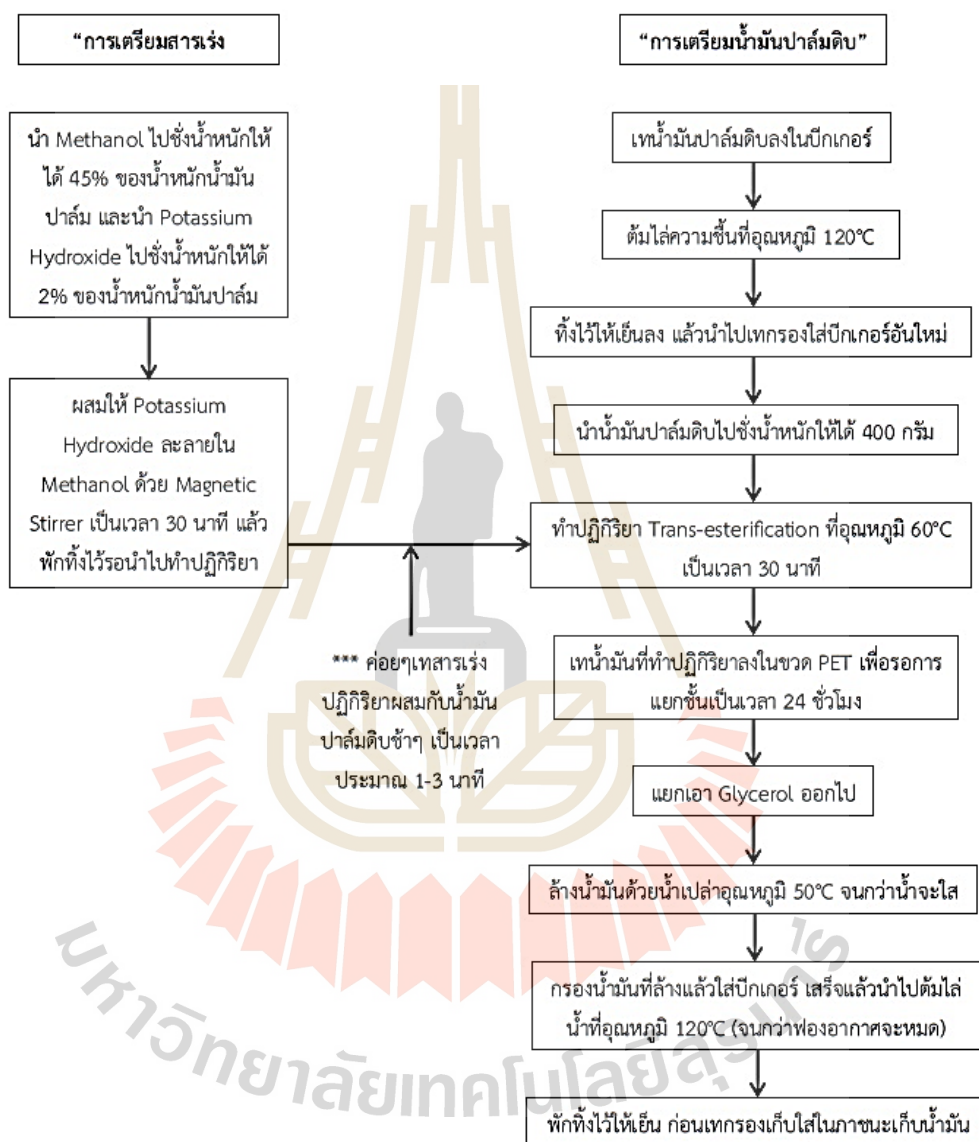 “การเตรียมสารเร่ง
นำ Methanol ไปชั่งน้ำหนักให้
ได้ 45% ของน้ำหนักน้ำมัน
ปาล์ม และนำ Potassium
Hydroxide ไปชั่งน้ำหนักให้ได้
2% ของน้ำหนักน้ำมันปาล์ม
ผสมให้ Potassium
Hydroxide ละลายใน
Methanol ด้วย Magnetic
Stirrer เป็นเวลา 30 นาที แล้ว
พักทิ้งไว้รอนำไปทำปฏิกิริยา
*** ค่อยๆเทสารเร่ง
ปฏิกิริยาผสมกับน้ำมัน
ปาล์มดิบช้าๆ เป็นเวลา
ประมาณ 1-3 นาที
“การเตรียมน้ำมันปาล์มดิบ”
เทน้ำมันปาล์มดิบลงในบีกเกอร์
ต้มไล่ความชื้นที่อุณหภูมิ 120°C
ทิ้งไว้ให้เย็นลง แล้วนำไปเทกรองใส่บีกเกอร์อันใหม่
นำน้ำมันปาล์มดิบไปชั่งน้ำหนักให้ได้ 400 กรัม
ทำปฏิกิริยา Trans-esterification ที่อุณหภูมิ 60°C
เป็นเวลา 30 นาที
เทน้ำมันที่ทำปฏิกิริยาลงในขวด PET เพื่อรอการ
แยกชั้นเป็นเวลา 24 ชั่วโมง
แยกเอา Glycerol ออกไป
ล้างน้ำมันด้วยน้ำเปล่าอุณหภูมิ 50°C จนกว่าน้ำจะใส
กรองน้ำมันที่ล้างแล้วใส่บีกเกอร์ เสร็จแล้วนำไปต้มไล่
น้ำที่อุณหภูมิ 120°C (จนกว่าฟองอากาศจะหมด)
พักทิ้งไว้ให้เย็น ก่อนเทกรองเก็บใส่ในภาชนะเก็บน้ำมัน
มหาวิทยาลัยเทคโนโลยีสุรนารี